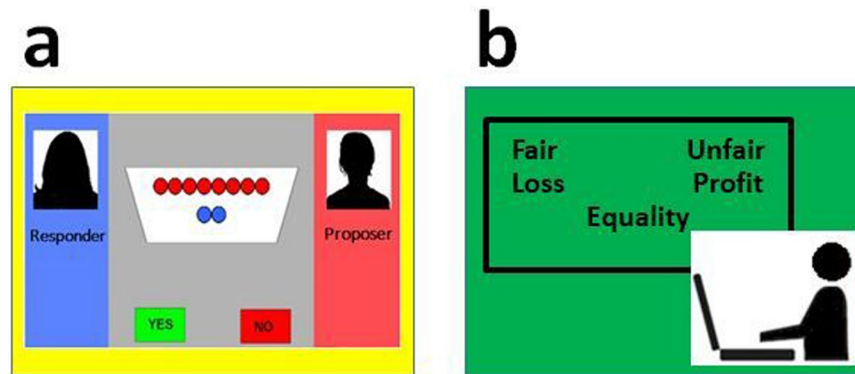 a
b
Responder
Proposer
YES
NO
Fair Unfair
Loss Profit
Equality